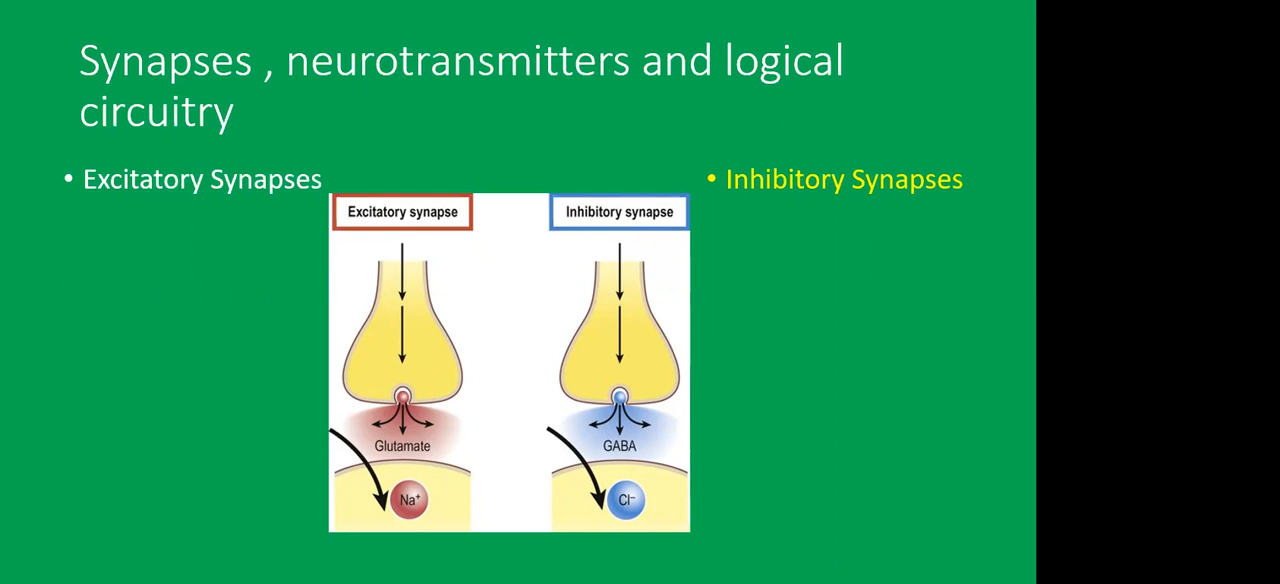 Synapses , neurotransmitters and logical
circuitry
• Excitatory Synapses
• Inhibitory Synapses
Excitatory synapse
Inhibitory synapse
Glutamate
GABA
Na⁺
Cl⁻